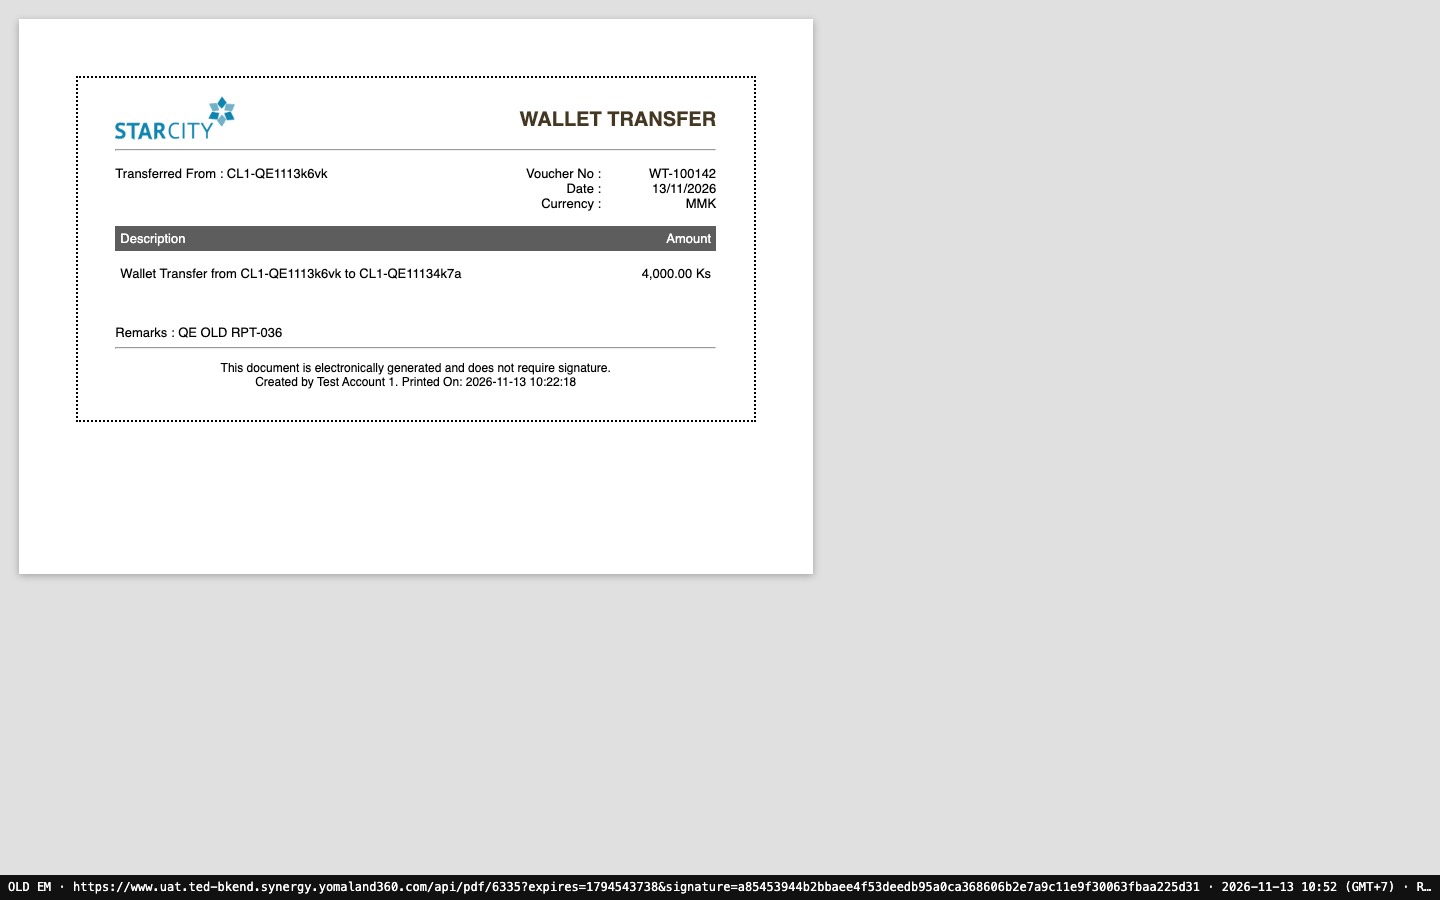 STARCITY
WALLET TRANSFER
Transferred From : CL1-QE1113k6vk
Voucher No : WT-100142
Date : 13/11/2026
Currency : MMK
Description Amount
Wallet Transfer from CL1-QE1113k6vk to CL1-QE11134k7a 4,000.00 Ks
Remarks : QE OLD RPT-036
This document is electronically generated and does not require signature.
Created by Test Account 1. Printed On: 2026-11-13 10:22:18
OLD EM · https://www.uat.ted-bkend.synergy.yomaland360.com/api/pdf/6335?expires=1794543738&signature=a85453944b2bbaee4f53deedb95a0ca368606b2e7a9c11e9f30063fbaa225d31 · 2026-11-13 10:52 (GMT+7) · R…